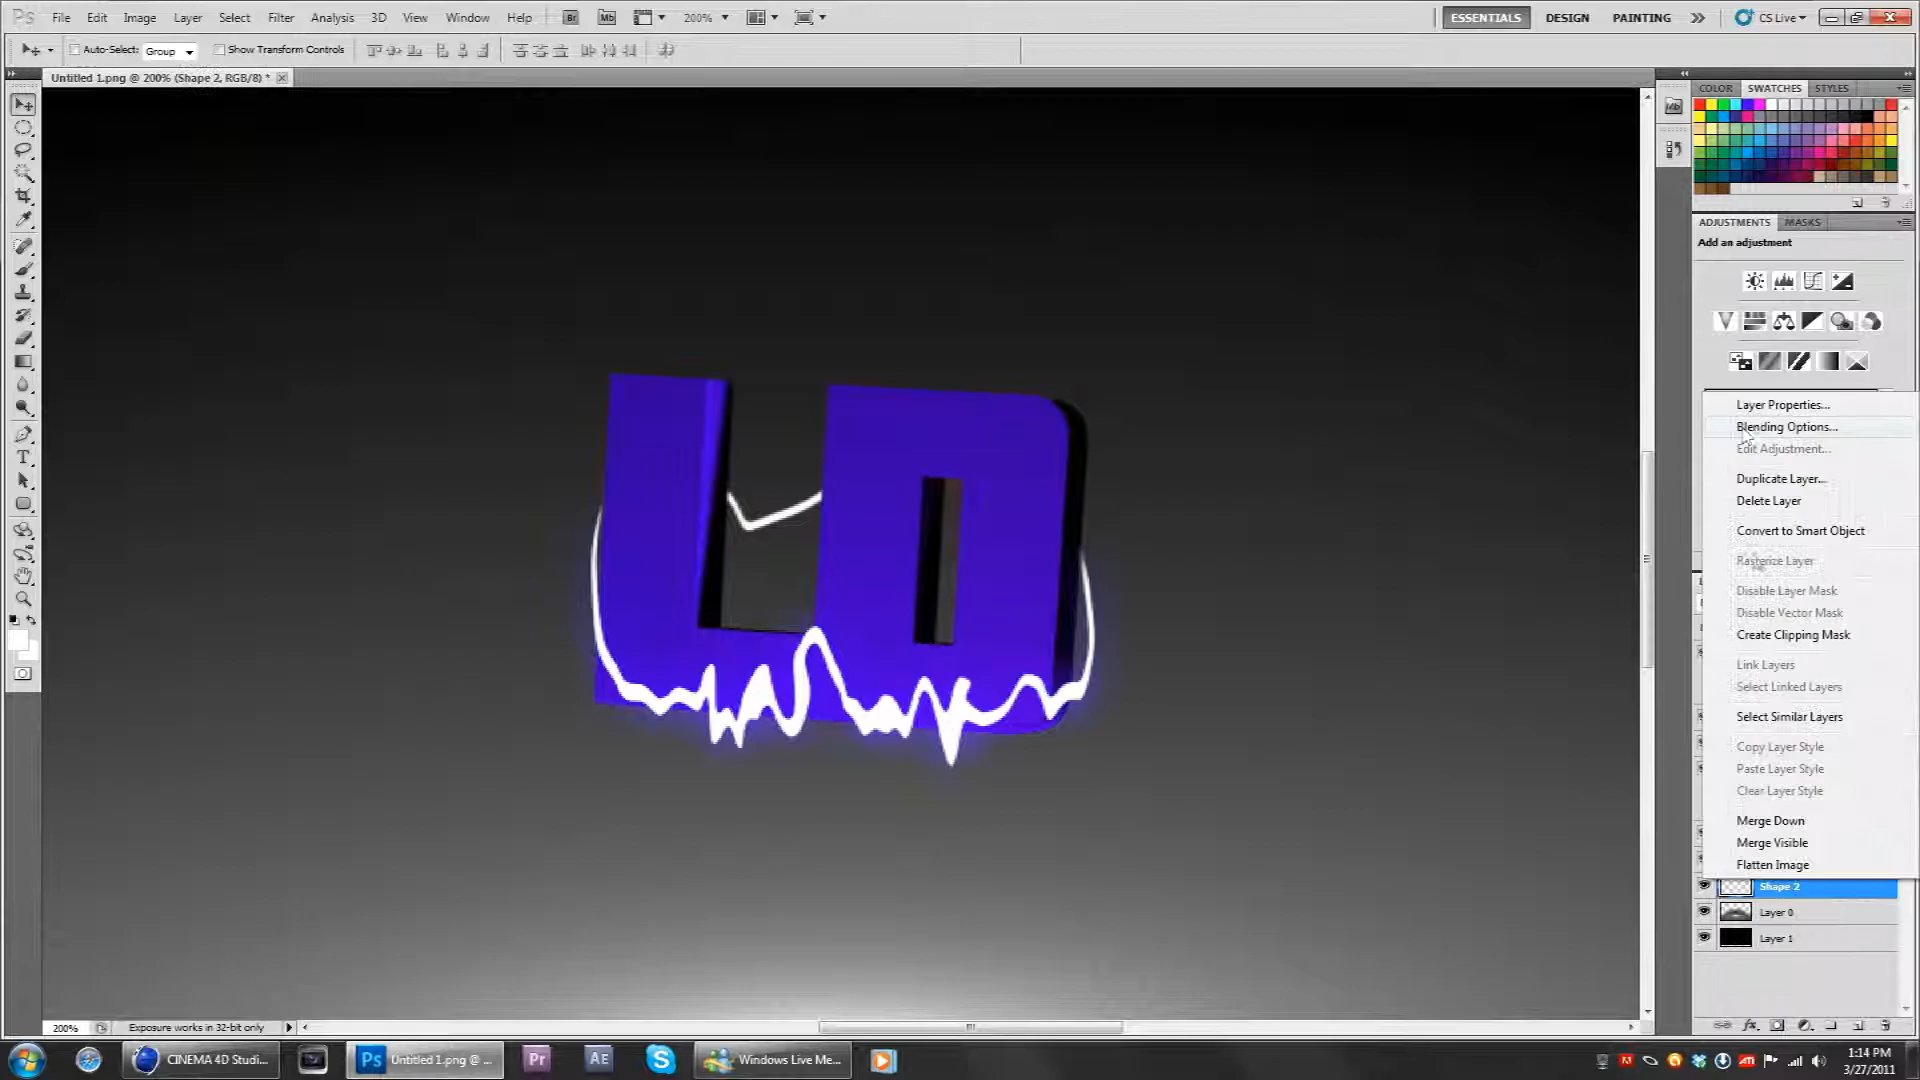 Ps File Edit Image Layer Select Filter Analysis 3D View Window Help Br Mb 200% ESSENTIALS DESIGN PAINTING CS Live
Auto-Select: Group Show Transform Controls
Untitled 1.png @ 200% (Shape 2, RGB/8) *
COLOR SWATCHES STYLES
Mb
ADJUSTMENTS MASKS
Add an adjustment
Layer Properties...
Blending Options...
Edit Adjustment...
Duplicate Layer...
Delete Layer
Convert to Smart Object
Rasterize Layer
Disable Layer Mask
Disable Vector Mask
Create Clipping Mask
Link Layers
Select Linked Layers
Select Similar Layers
Copy Layer Style
Paste Layer Style
Clear Layer Style
Merge Down
Merge Visible
Flatten Image
Shape 2
Layer 0
Layer 1
200% Exposure works in 32-bit only
CINEMA 4D Studi... Ps Untitled 1.png @ ... Pr AE Windows Live Me...
1:14 PM
3/27/2011